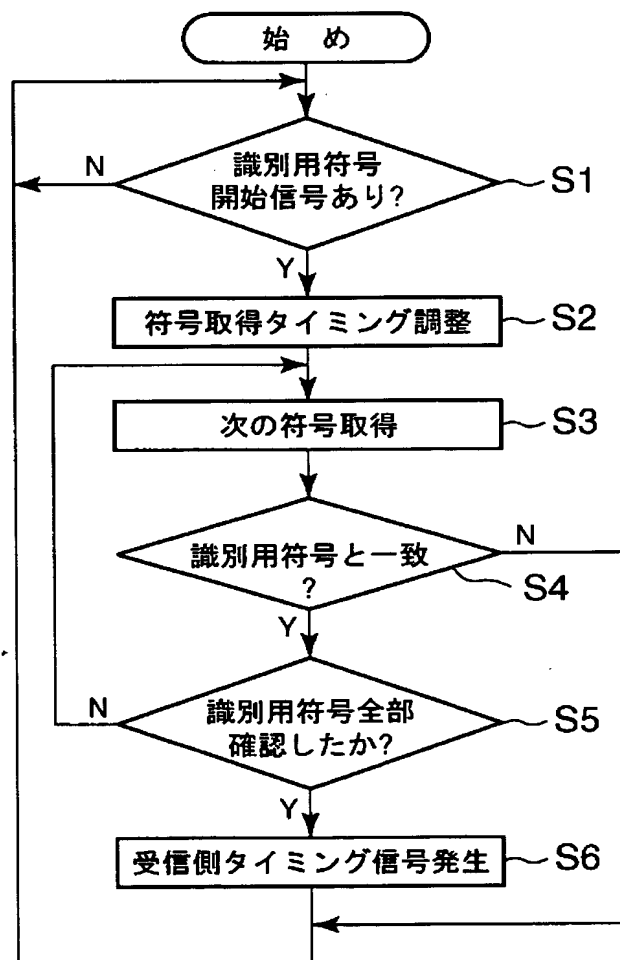 始 め
識別用符号
開始信号あり?
N
S1
Y
符号取得タイミング調整
S2
次の符号取得
S3
識別用符号と一致
?
N
S4
Y
識別用符号全部
確認したか?
N
S5
Y
受信側タイミング信号発生
S6